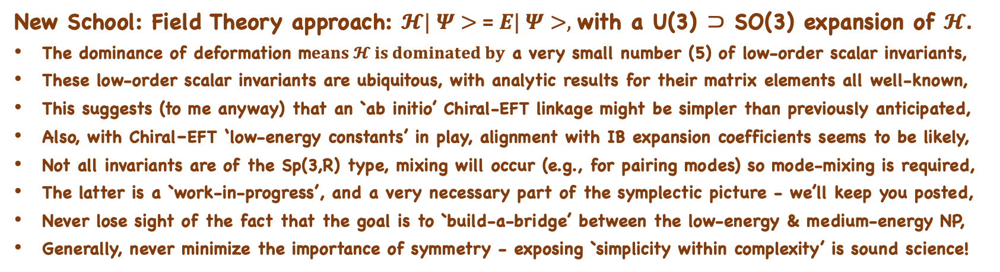 New School: Field Theory approach: ℋ| Ψ > = E| Ψ >, with a U(3) ⊃ SO(3) expansion of ℋ.
• The dominance of deformation means ℋ is dominated by a very small number (5) of low-order scalar invariants,
• These low-order scalar invariants are ubiquitous, with analytic results for their matrix elements all well-known,
• This suggests (to me anyway) that an `ab initio’ Chiral-EFT linkage might be simpler than previously anticipated,
• Also, with Chiral-EFT `low-energy constants’ in play, alignment with IB expansion coefficients seems to be likely,
• Not all invariants are of the Sp(3,R) type, mixing will occur (e.g., for pairing modes) so mode-mixing is required,
• The latter is a `work-in-progress’, and a very necessary part of the symplectic picture – we’ll keep you posted,
• Never lose sight of the fact that the goal is to `build-a-bridge’ between the low-energy & medium-energy NP,
• Generally, never minimize the importance of symmetry – exposing `simplicity within complexity’ is sound science!